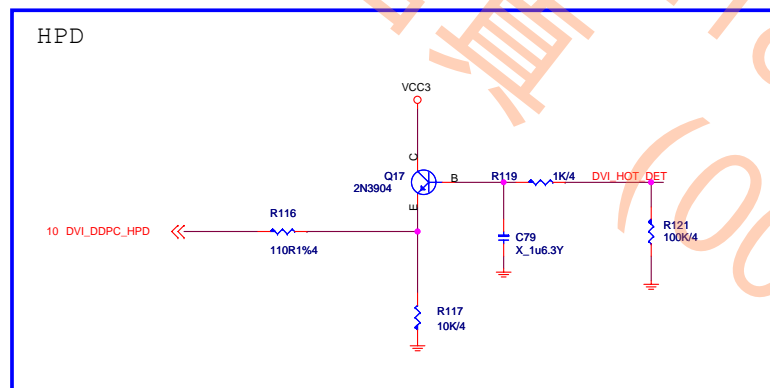 HPD
VCC3
C
Q17
2N3904
B
R119
1K/4
DVI_HOT_DET
E
10 DVI_DDPC_HPD
R116
110R1%4
C79
X_1u6.3Y
R121
100K/4
R117
10K/4